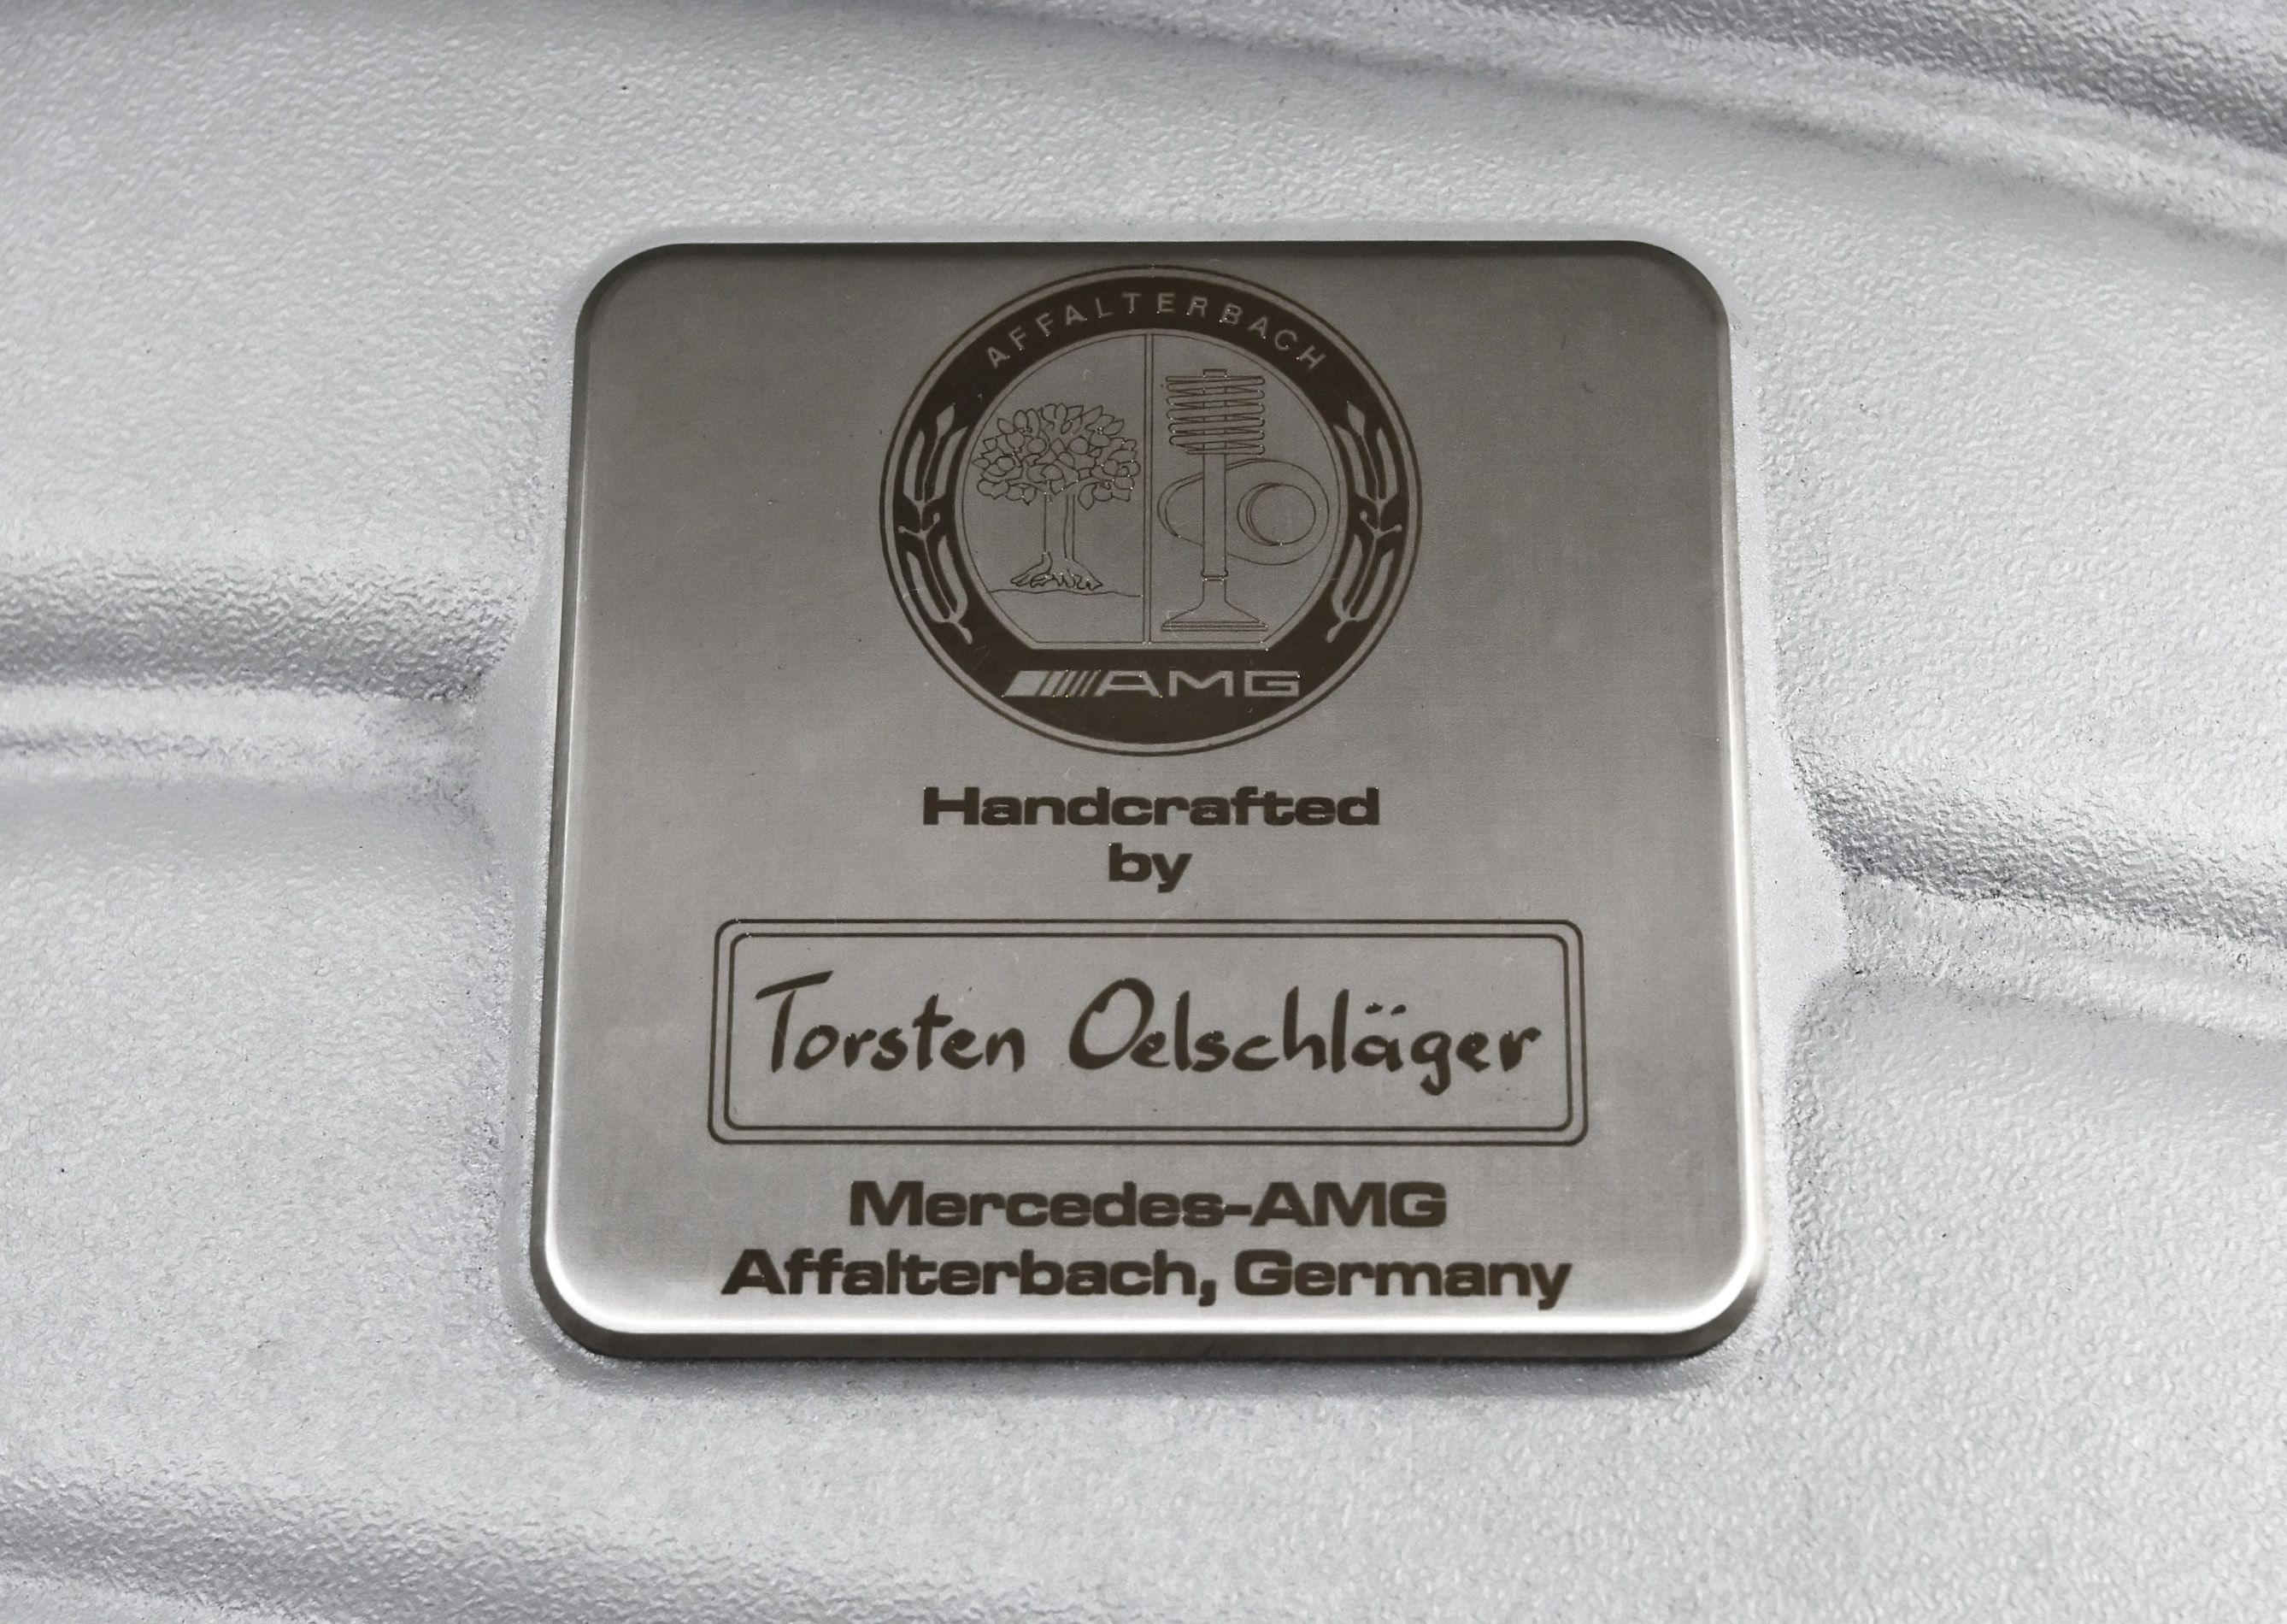 AFFALTERBACH
AMG
Handcrafted
by
Torsten Oelschläger
Mercedes-AMG
Affalterbach, Germany